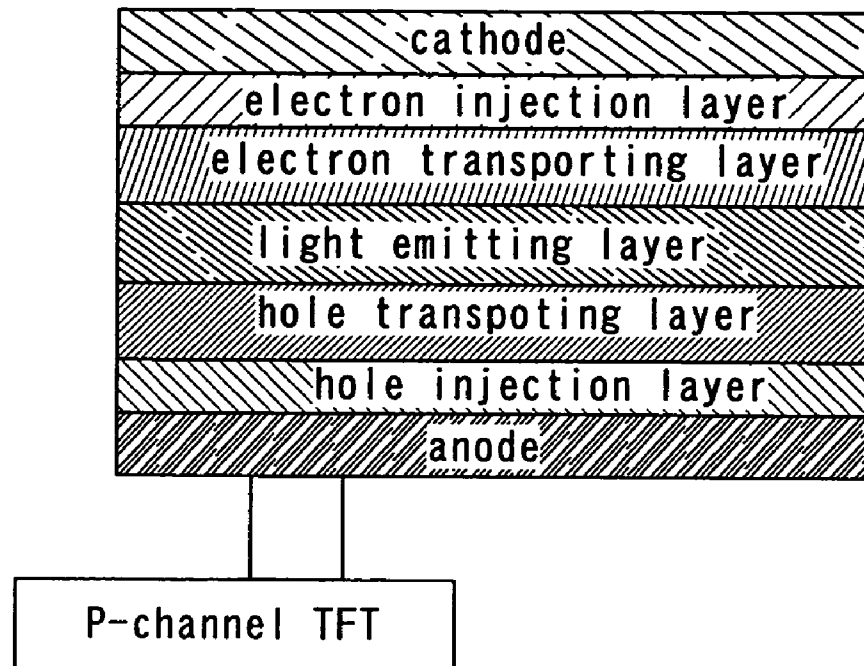 cathode
electron injection layer
electron transporting layer
light emitting layer
hole transpoting layer
hole injection layer
anode
P-channel TFT